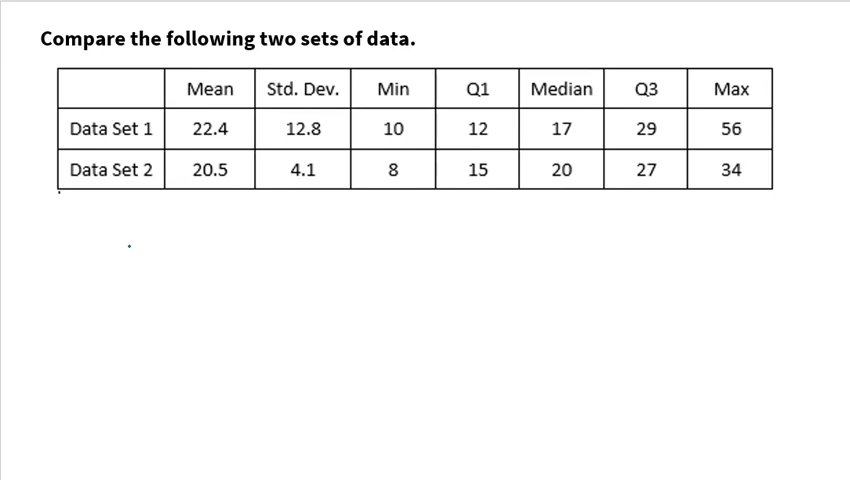 Compare the following two sets of data.
Mean Std. Dev. Min Q1 Median Q3 Max
Data Set 1 22.4 12.8 10 12 17 29 56
Data Set 2 20.5 4.1 8 15 20 27 34